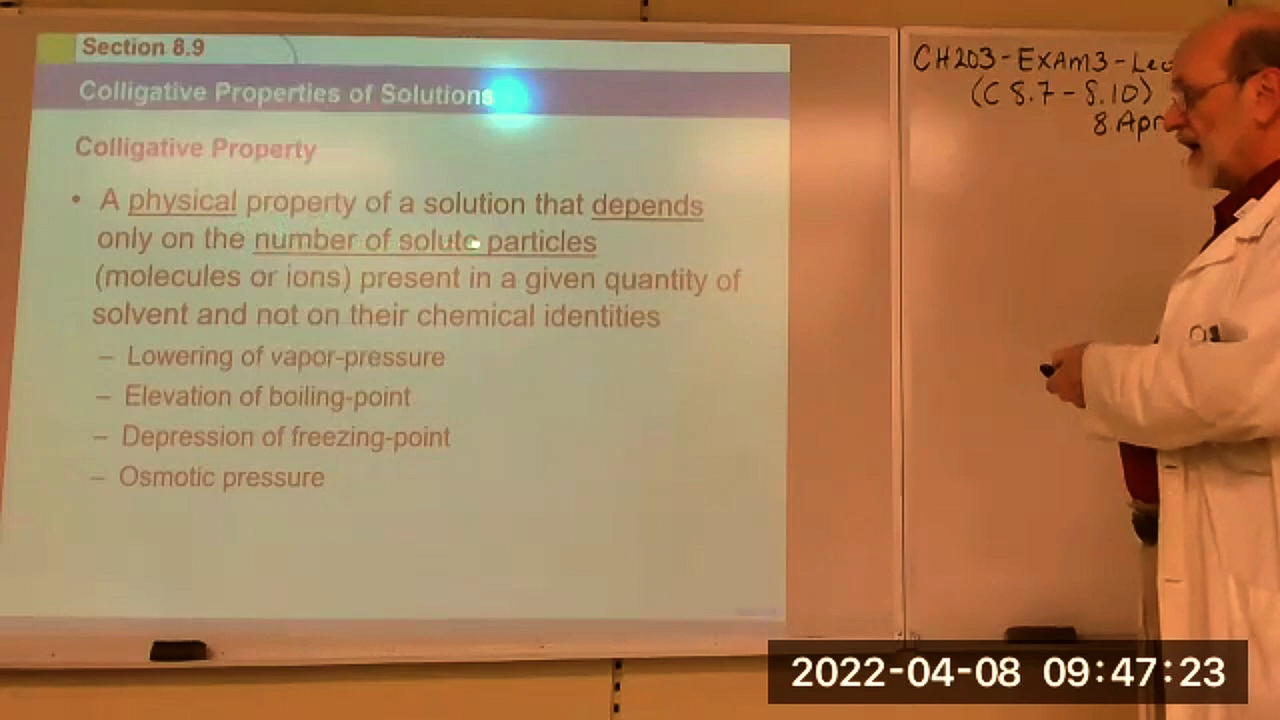 Section 8.9
Colligative Properties of Solutions
Colligative Property
• A physical property of a solution that depends
only on the number of solute particles
(molecules or ions) present in a given quantity of
solvent and not on their chemical identities
– Lowering of vapor-pressure
– Elevation of boiling-point
– Depression of freezing-point
– Osmotic pressure
CH203-EXAM3-Lec
(C 8.7-8.10)
8 Apr
2022-04-08 09:47:23